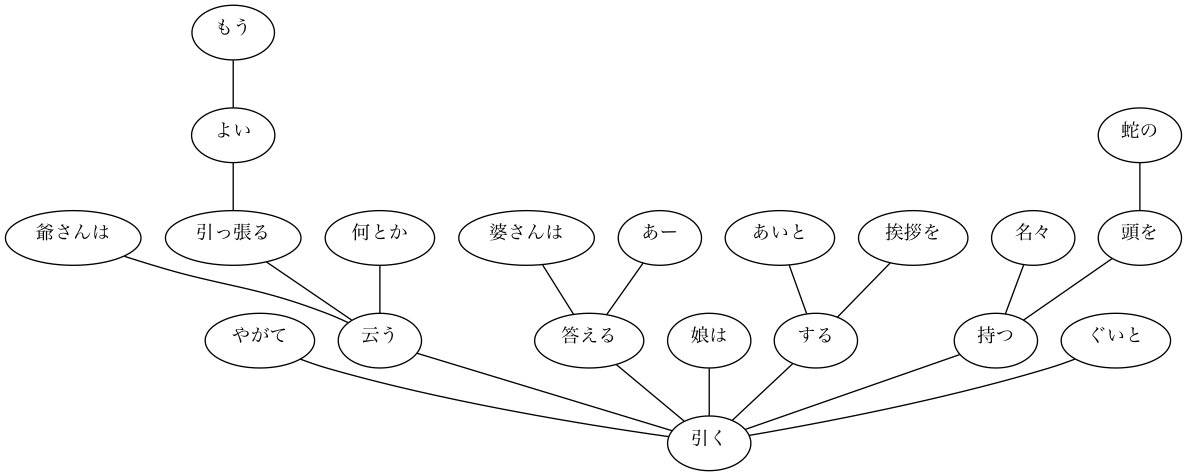 もう
よい
蛇の
爺さんは
引っ張る
何とか
婆さんは
あー
あいと
挨拶を
名々
頭を
やがて
云う
答える
娘は
する
持つ
ぐいと
引く